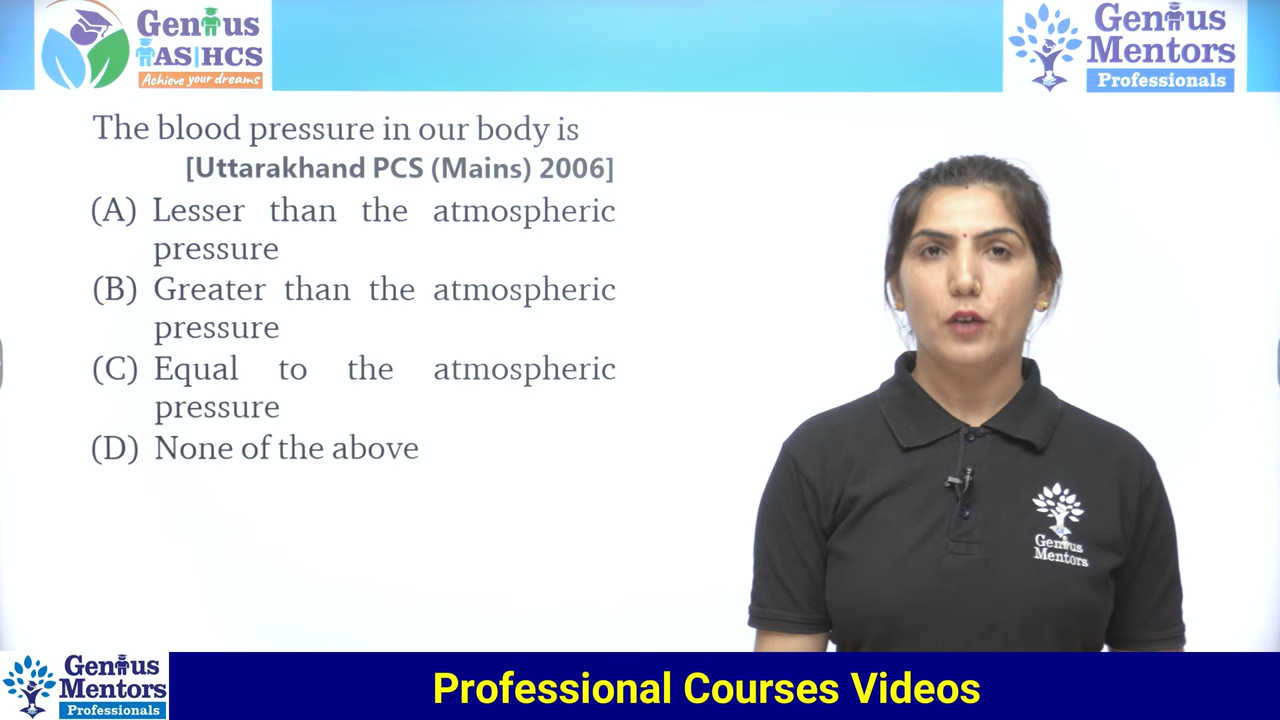 Genius
IAS|HCS
Achieve your dreams
Genius
Mentors
Professionals
The blood pressure in our body is
[Uttarakhand PCS (Mains) 2006]
(A) Lesser than the atmospheric
pressure
(B) Greater than the atmospheric
pressure
(C) Equal to the atmospheric
pressure
(D) None of the above
Genius
Mentors
Genius
Mentors
Professionals
Professional Courses Videos